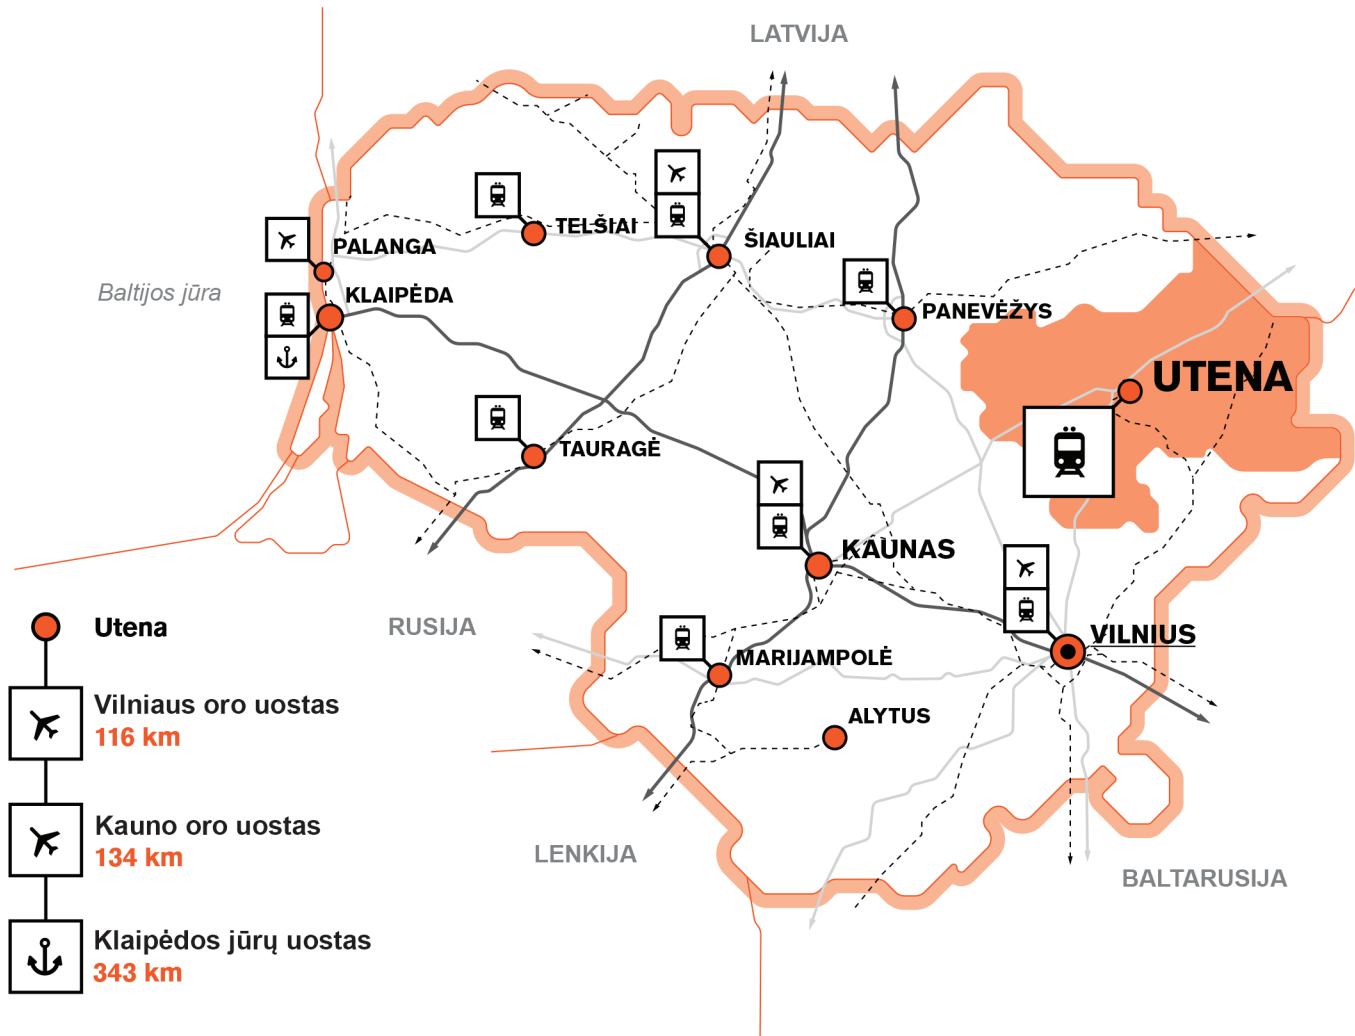 LATVIJA
TELŠIAI
ŠIAULIAI
PALANGA
Baltijos jūra
KLAIPĖDA
PANEVĖŽYS
UTENA
TAURAGĖ
KAUNAS
RUSIJA
VILNIUS
MARIJAMPOLĖ
ALYTUS
LENKIJA
BALTARUSIJA
Utena
Vilniaus oro uostas
116 km
Kauno oro uostas
134 km
Klaipėdos jūrų uostas
343 km